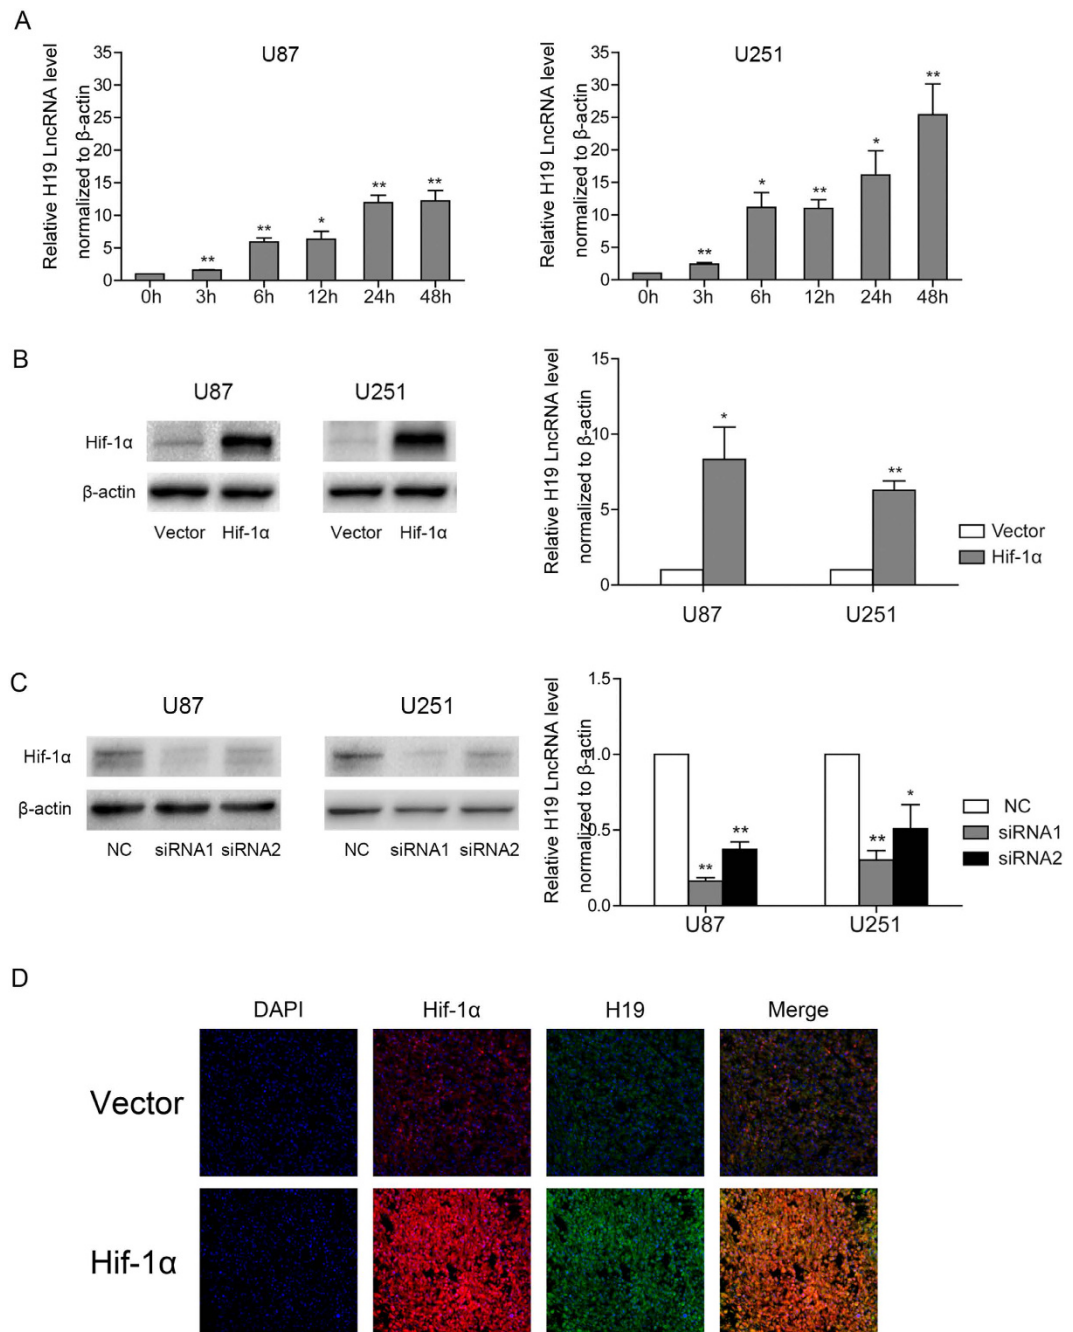 A
U87
Relative H19 LncRNA level
normalized to β-actin
35
30
25
20
15
10
5
0
** ** * ** **
0h 3h 6h 12h 24h 48h
U251
Relative H19 LncRNA level
normalized to β-actin
35
30
25
20
15
10
5
0
** * ** * **
0h 3h 6h 12h 24h 48h
B
U87 U251
Hif-1α
β-actin
Vector Hif-1α Vector Hif-1α
Relative H19 LncRNA level
normalized to β-actin
15
10
5
0
* **
U87 U251
Vector
Hif-1α
C
U87 U251
Hif-1α
β-actin
NC siRNA1 siRNA2 NC siRNA1 siRNA2
Relative H19 LncRNA level
normalized to β-actin
1.5
1.0
0.5
0.0
** ** ** *
U87 U251
NC
siRNA1
siRNA2
D
DAPI Hif-1α H19 Merge
Vector
Hif-1α